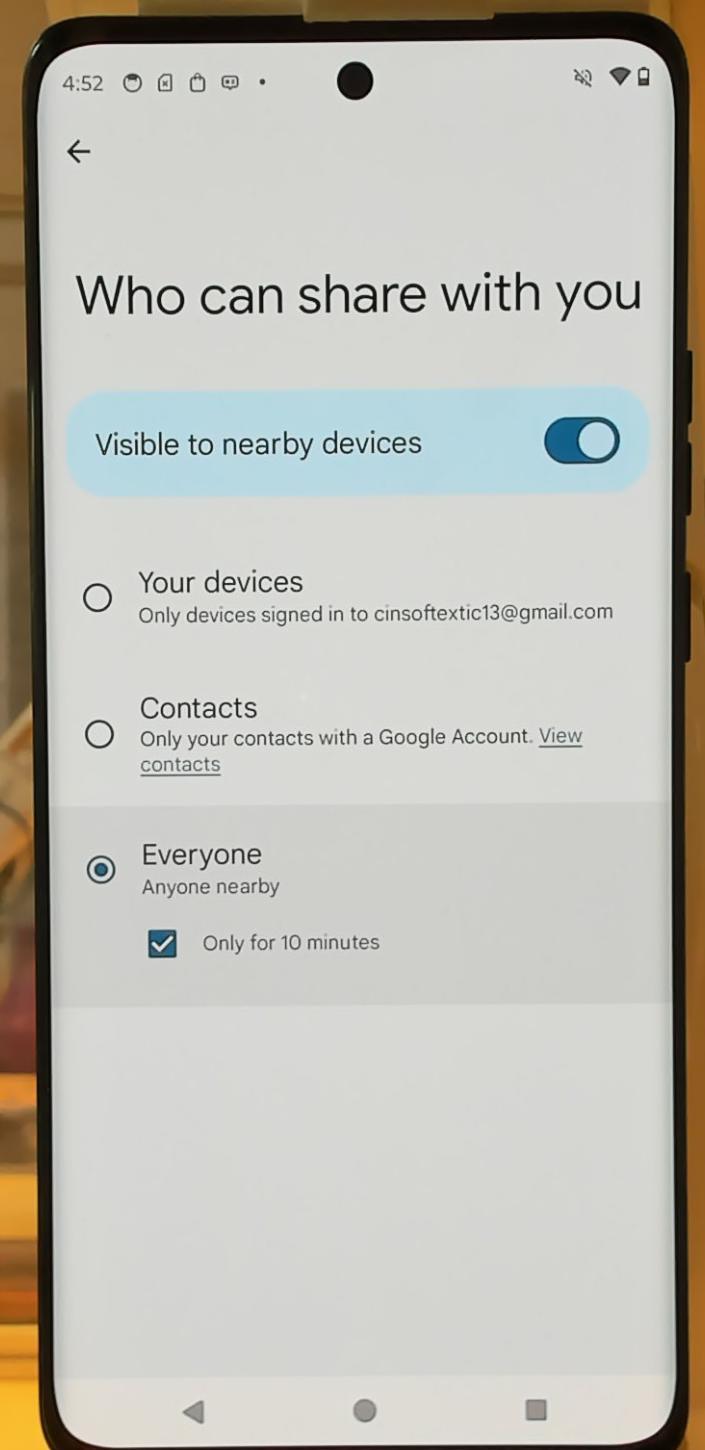 4:52
Who can share with you
Visible to nearby devices
Your devices
Only devices signed in to cinsoftextic13@gmail.com
Contacts
Only your contacts with a Google Account. View
contacts
Everyone
Anyone nearby
Only for 10 minutes